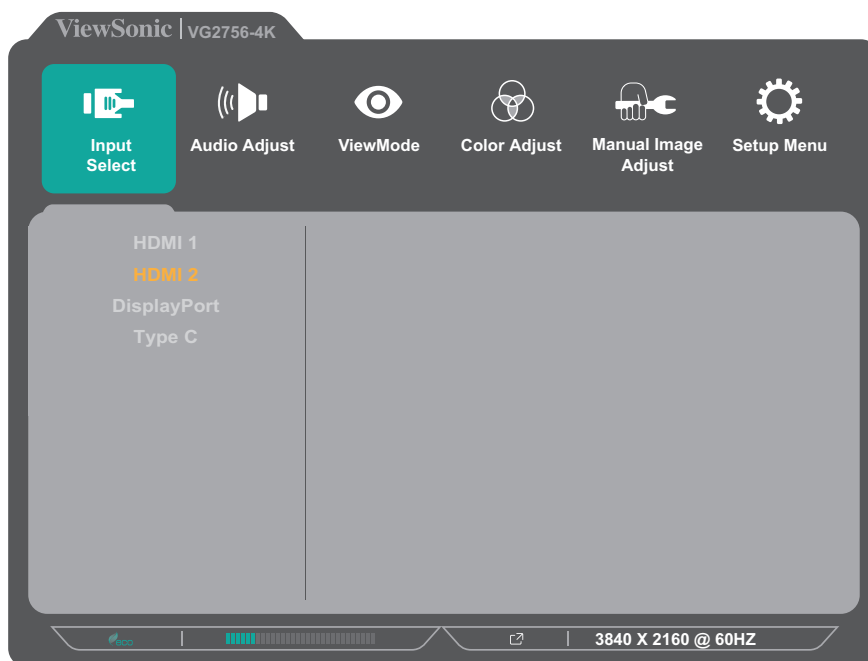 ViewSonic | VG2756-4K
Input
Select
Audio Adjust
ViewMode
Color Adjust
Manual Image
Adjust
Setup Menu
HDMI 1
HDMI 2
DisplayPort
Type C
eco
3840 X 2160 @ 60HZ